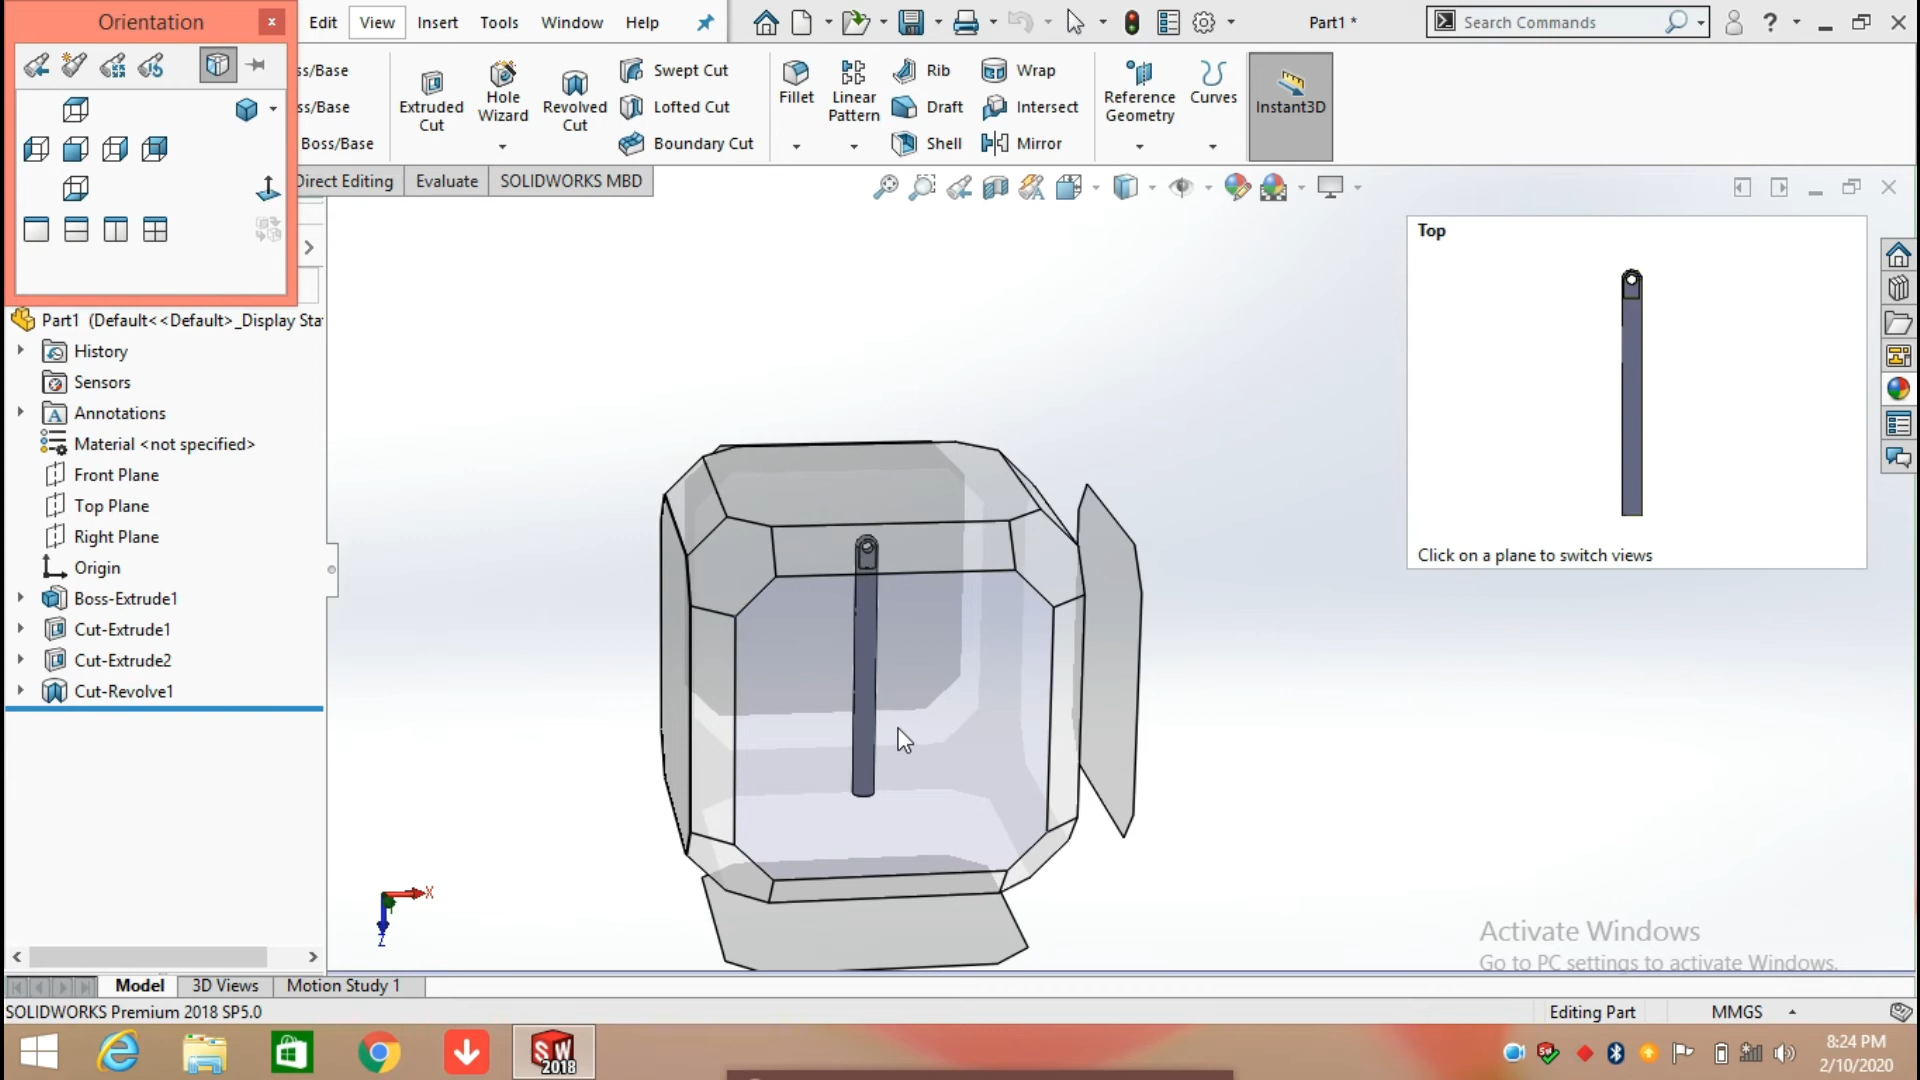 Orientation
Edit View Insert Tools Window Help
Part1 *
Search Commands
ss/Base
ss/Base
Boss/Base
Extruded Cut
Hole Wizard
Revolved Cut
Swept Cut
Lofted Cut
Boundary Cut
Fillet
Linear Pattern
Rib
Draft
Shell
Wrap
Intersect
Mirror
Reference Geometry
Curves
Instant3D
Direct Editing Evaluate SOLIDWORKS MBD
Top
Click on a plane to switch views
Part1 (Default<<Default>_Display Sta
History
Sensors
Annotations
Material <not specified>
Front Plane
Top Plane
Right Plane
Origin
Boss-Extrude1
Cut-Extrude1
Cut-Extrude2
Cut-Revolve1
X
Z
Activate Windows
Go to PC settings to activate Windows.
Model 3D Views Motion Study 1
SOLIDWORKS Premium 2018 SP5.0
Editing Part MMGS
SW
2018
8:24 PM
2/10/2020